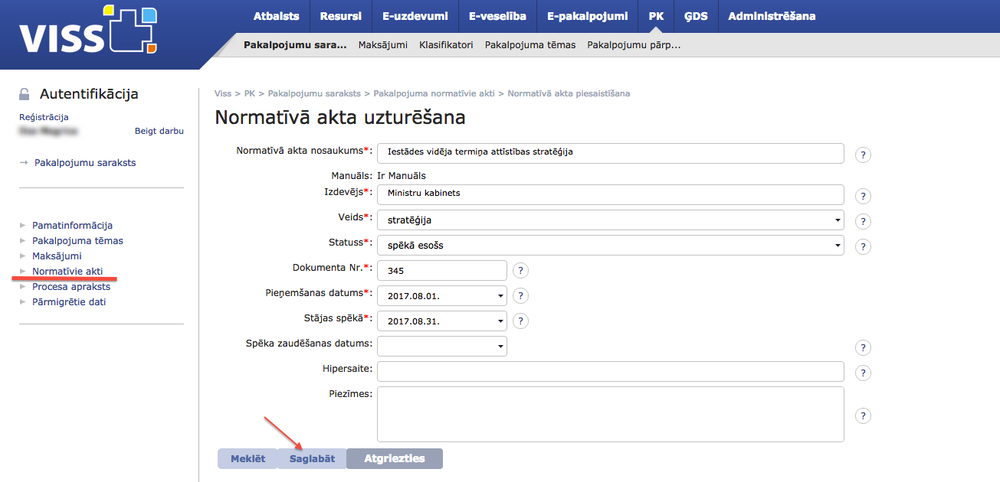 VISS
Atbalsts Resursi E-uzdevumi E-veselība E-pakalpojumi PK ĢDS Administrēšana
Pakalpojumu sara... Maksājumi Klasifikatori Pakalpojuma tēmas Pakalpojumu pārp...
Autentifikācija
Reģistrācija
Beigt darbu
→ Pakalpojumu saraksts
Pamatinformācija
Pakalpojuma tēmas
Maksājumi
Normatīvie akti
Procesa apraksts
Pārmigrētie dati
Viss > PK > Pakalpojumu saraksts > Pakalpojuma normatīvie akti > Normatīvā akta piesaistīšana
Normatīvā akta uzturēšana
Normatīvā akta nosaukums*: Iestādes vidēja termiņa attīstības stratēģija ?
Manuāls: Ir Manuāls
Izdevējs*: Ministru kabinets ?
Veids*: stratēģija ?
Statuss*: spēkā esošs ?
Dokumenta Nr.*: 345 ?
Pieņemšanas datums*: 2017.08.01. ?
Stājas spēkā*: 2017.08.31. ?
Spēka zaudēšanas datums: ?
Hipersaite: ?
Piezīmes: ?
Meklēt Saglabāt Atgriezties